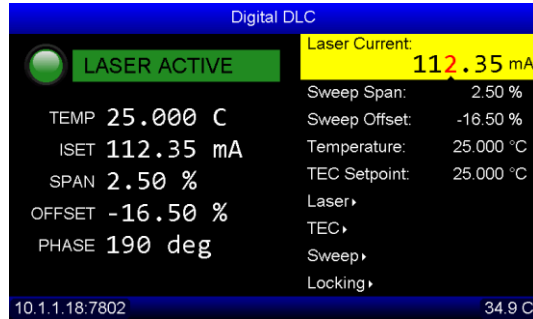 Digital DLC
LASER ACTIVE
TEMP 25.000 C
ISET 112.35 mA
SPAN 2.50 %
OFFSET -16.50 %
PHASE 190 deg
Laser Current:
112.35 mA
Sweep Span: 2.50 %
Sweep Offset: -16.50 %
Temperature: 25.000 °C
TEC Setpoint: 25.000 °C
Laser▸
TEC▸
Sweep▸
Locking▸
10.1.1.18:7802 34.9 C